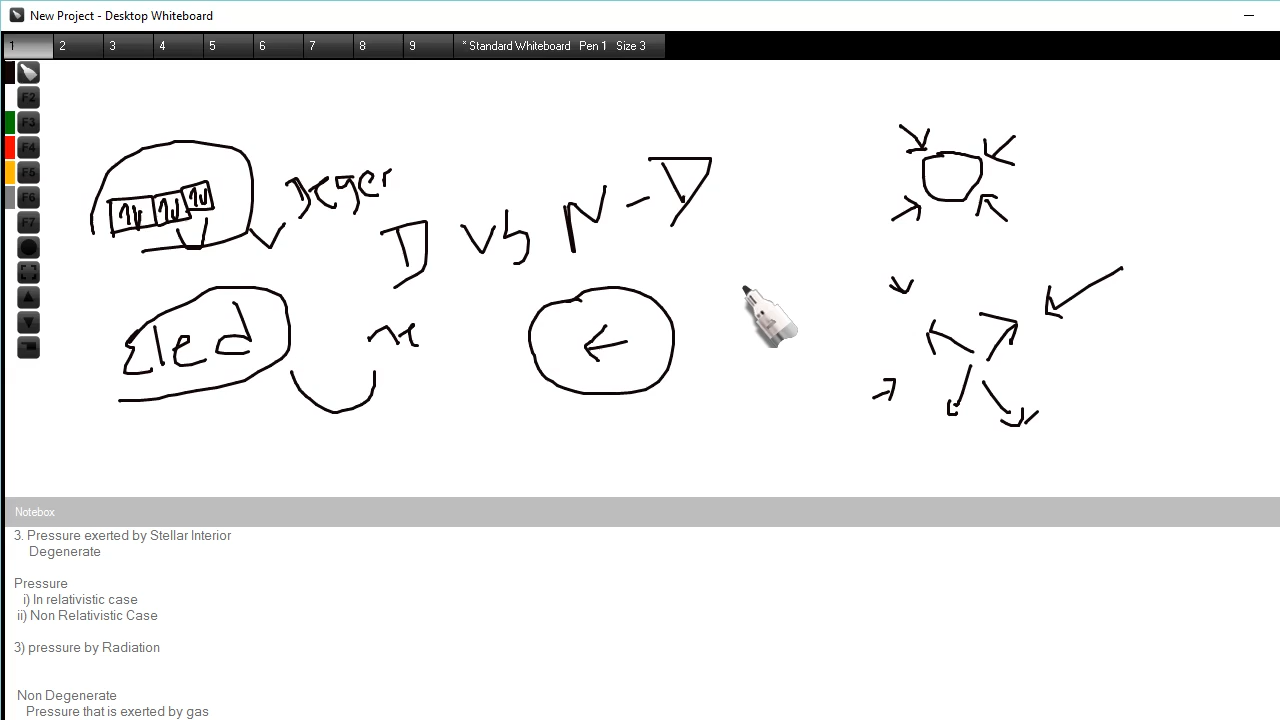 New Project - Desktop Whiteboard
1 2 3 4 5 6 7 8 9 * Standard Whiteboard Pen 1 Size 3
F2
F3
F4
F5
F6
F7
Deger
D vs N-D
Notebox
3. Pressure exerted by Stellar Interior
Degenerate
Pressure
i) In relativistic case
ii) Non Relativistic Case
3) pressure by Radiation
Non Degenerate
Pressure that is exerted by gas